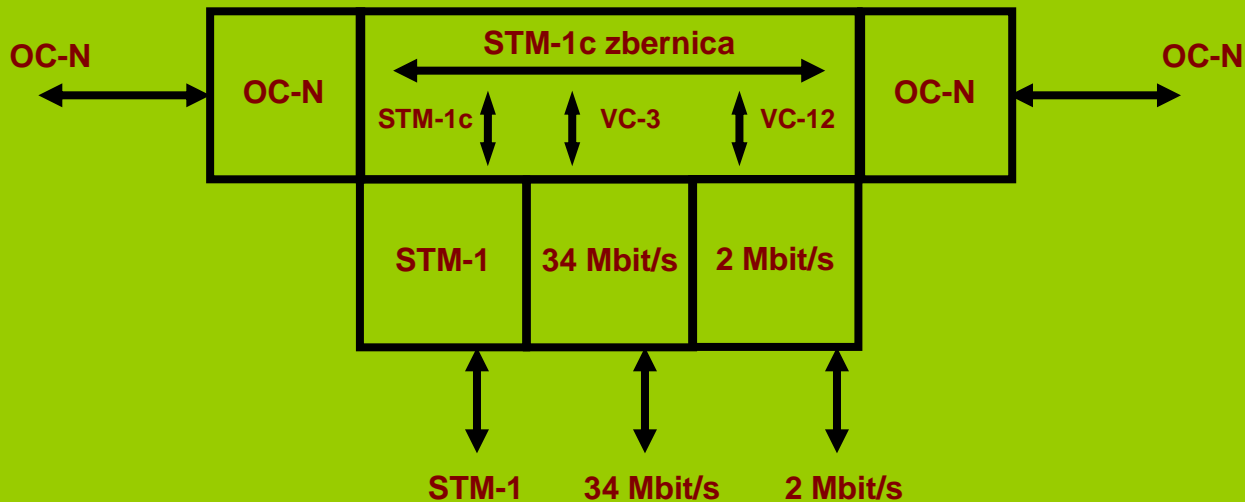 STM-1c zbernica
OC-N
OC-N
OC-N
OC-N
STM-1c
VC-3
VC-12
STM-1
34 Mbit/s
2 Mbit/s
STM-1
34 Mbit/s
2 Mbit/s